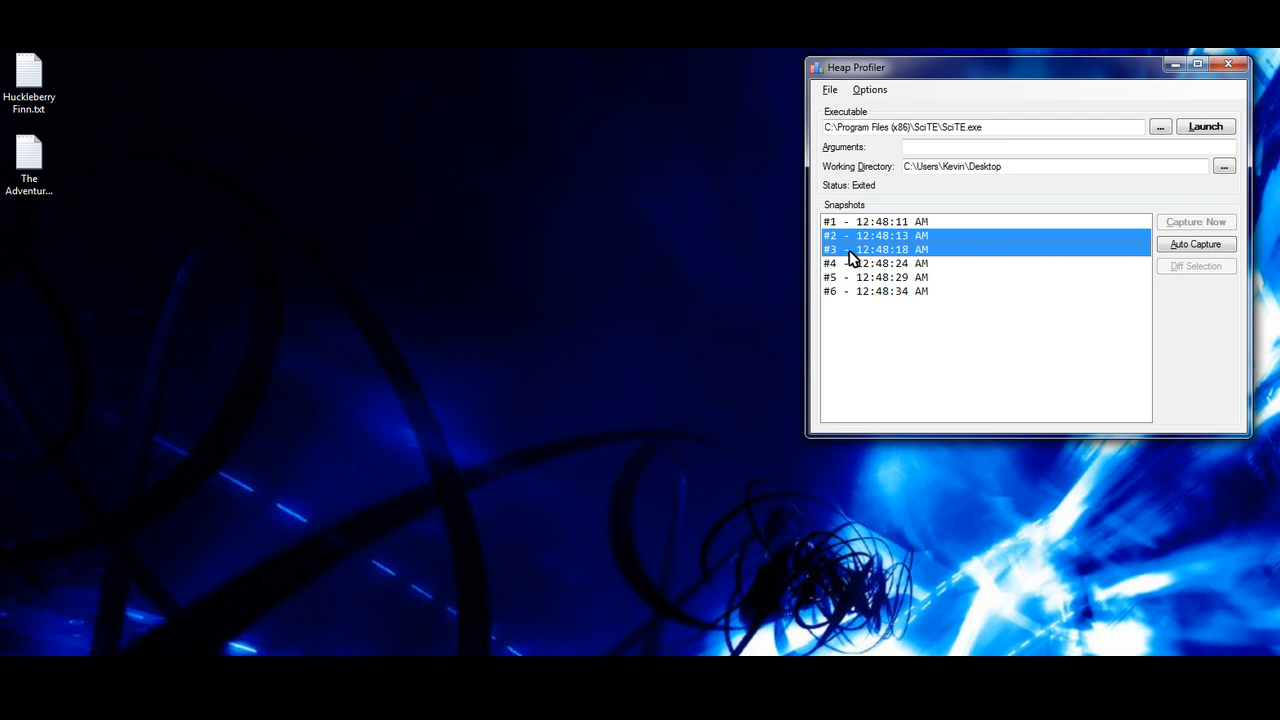 Huckleberry
Finn.txt
The
Adventur...
Heap Profiler
File Options
Executable
C:\Program Files (x86)\SciTE\SciTE.exe ... Launch
Arguments:
Working Directory: C:\Users\Kevin\Desktop ...
Status: Exited
Snapshots
#1 - 12:48:11 AM
#2 - 12:48:13 AM
#3 - 12:48:18 AM
#4 - 12:48:24 AM
#5 - 12:48:29 AM
#6 - 12:48:34 AM
Capture Now
Auto Capture
Diff Selection